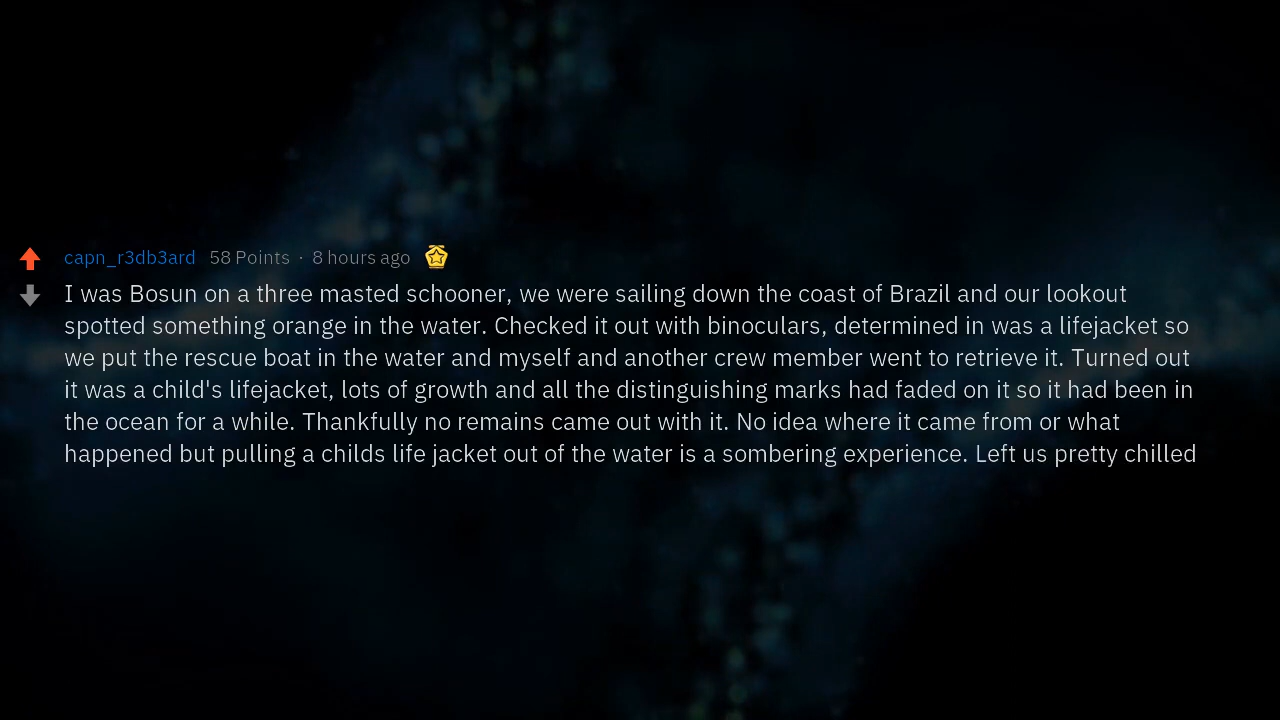 capn_r3db3ard 58 Points · 8 hours ago
I was Bosun on a three masted schooner, we were sailing down the coast of Brazil and our lookout
spotted something orange in the water. Checked it out with binoculars, determined in was a lifejacket so
we put the rescue boat in the water and myself and another crew member went to retrieve it. Turned out
it was a child's lifejacket, lots of growth and all the distinguishing marks had faded on it so it had been in
the ocean for a while. Thankfully no remains came out with it. No idea where it came from or what
happened but pulling a childs life jacket out of the water is a sombering experience. Left us pretty chilled